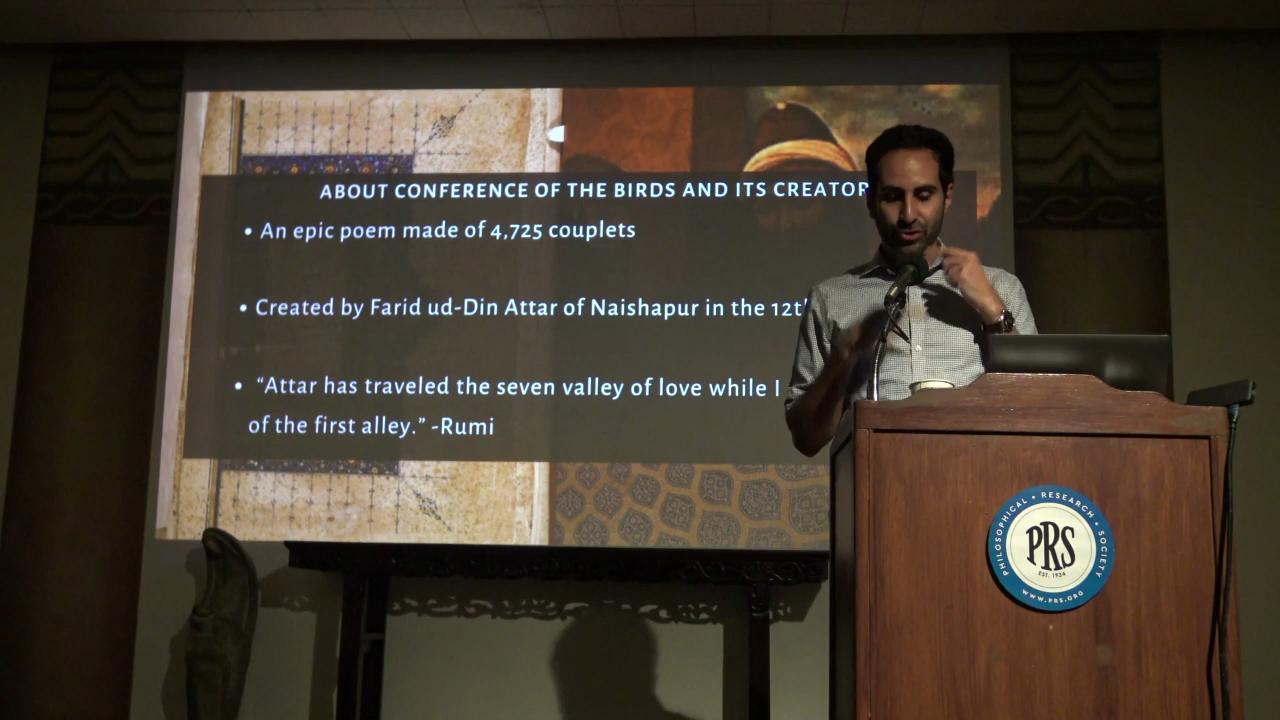 ABOUT CONFERENCE OF THE BIRDS AND ITS CREATOR
• An epic poem made of 4,725 couplets
• Created by Farid ud-Din Attar of Naishapur in the 12th
• “Attar has traveled the seven valley of love while I
of the first alley.” -Rumi
PHILOSOPHICAL • RESEARCH • SOCIETY
PRS
EST. 1934
WWW.PRS.ORG